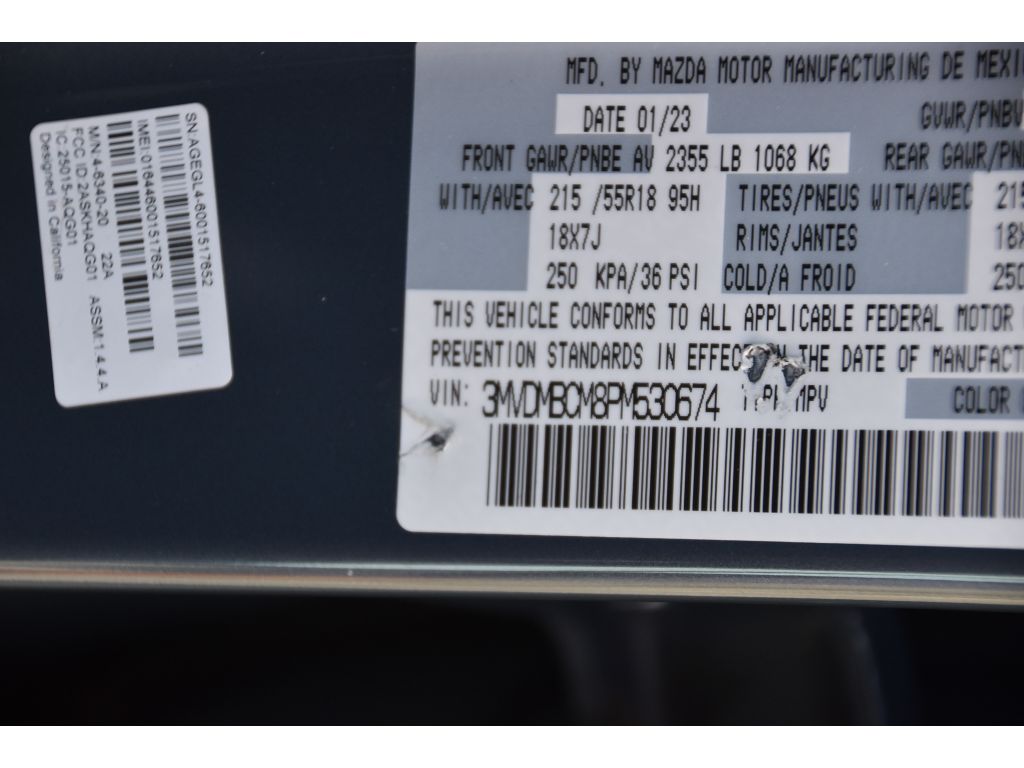 SN:AGEGL4-6001517652
IMEI:016446001517652
M/N:4-6340-20 22A ASSM:1.4.4.A
FCC ID:2ASKHAQG01
IC:25015-AQG01
Designed in California
MFD. BY MAZDA MOTOR MANUFACTURING DE MEXI
DATE 01/23 GVWR/PNBV
FRONT GAWR/PNBE AV 2355 LB 1068 KG REAR GAWR/PN
WITH/AVEC 215 /55R18 95H TIRES/PNEUS WITH/AVEC 215
18X7J RIMS/JANTES 18X
250 KPA/36 PSI COLD/A FROID 250
THIS VEHICLE CONFORMS TO ALL APPLICABLE FEDERAL MOTOR
PREVENTION STANDARDS IN EFFEC THE DATE OF MANUFACT
VIN: 3MVDMBCM8PM530674 MPV COLOR